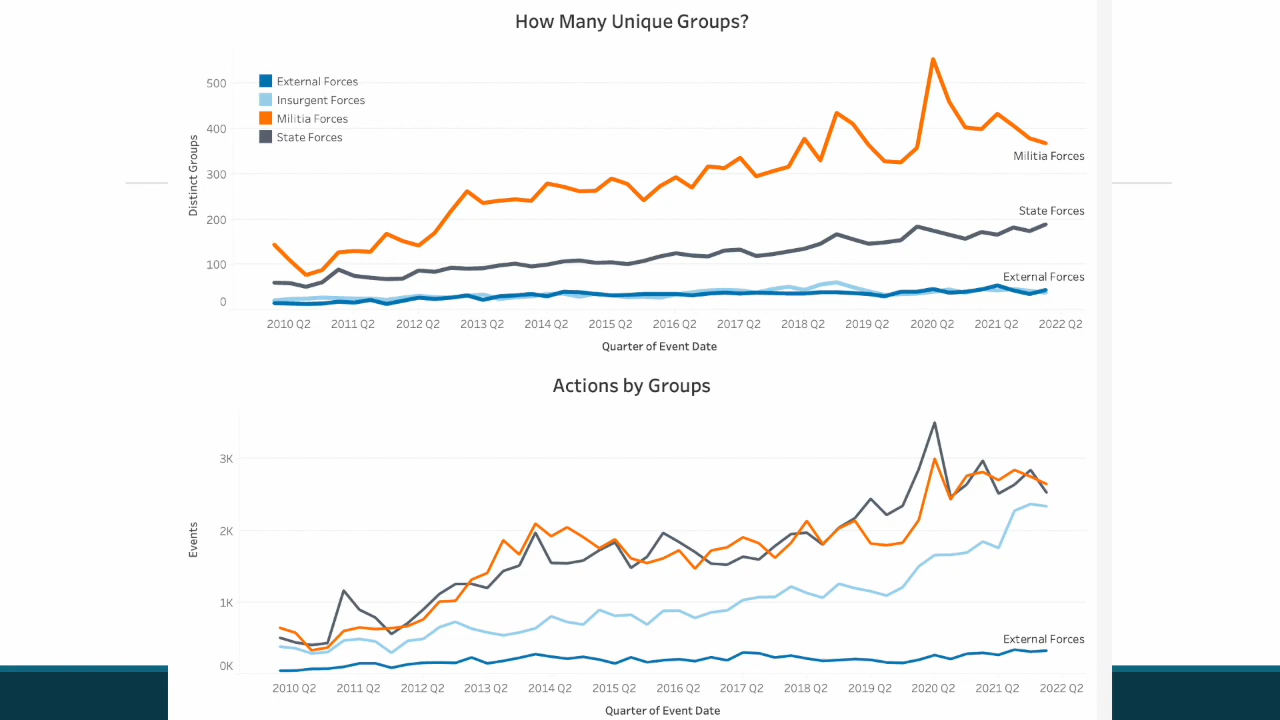 How Many Unique Groups?
External Forces
Insurgent Forces
Militia Forces
State Forces
Distinct Groups
500
400
300
200
100
0
Militia Forces
State Forces
External Forces
2010 Q2 2011 Q2 2012 Q2 2013 Q2 2014 Q2 2015 Q2 2016 Q2 2017 Q2 2018 Q2 2019 Q2 2020 Q2 2021 Q2 2022 Q2
Quarter of Event Date
Actions by Groups
Events
3K
2K
1K
0K
External Forces
2010 Q2 2011 Q2 2012 Q2 2013 Q2 2014 Q2 2015 Q2 2016 Q2 2017 Q2 2018 Q2 2019 Q2 2020 Q2 2021 Q2 2022 Q2
Quarter of Event Date